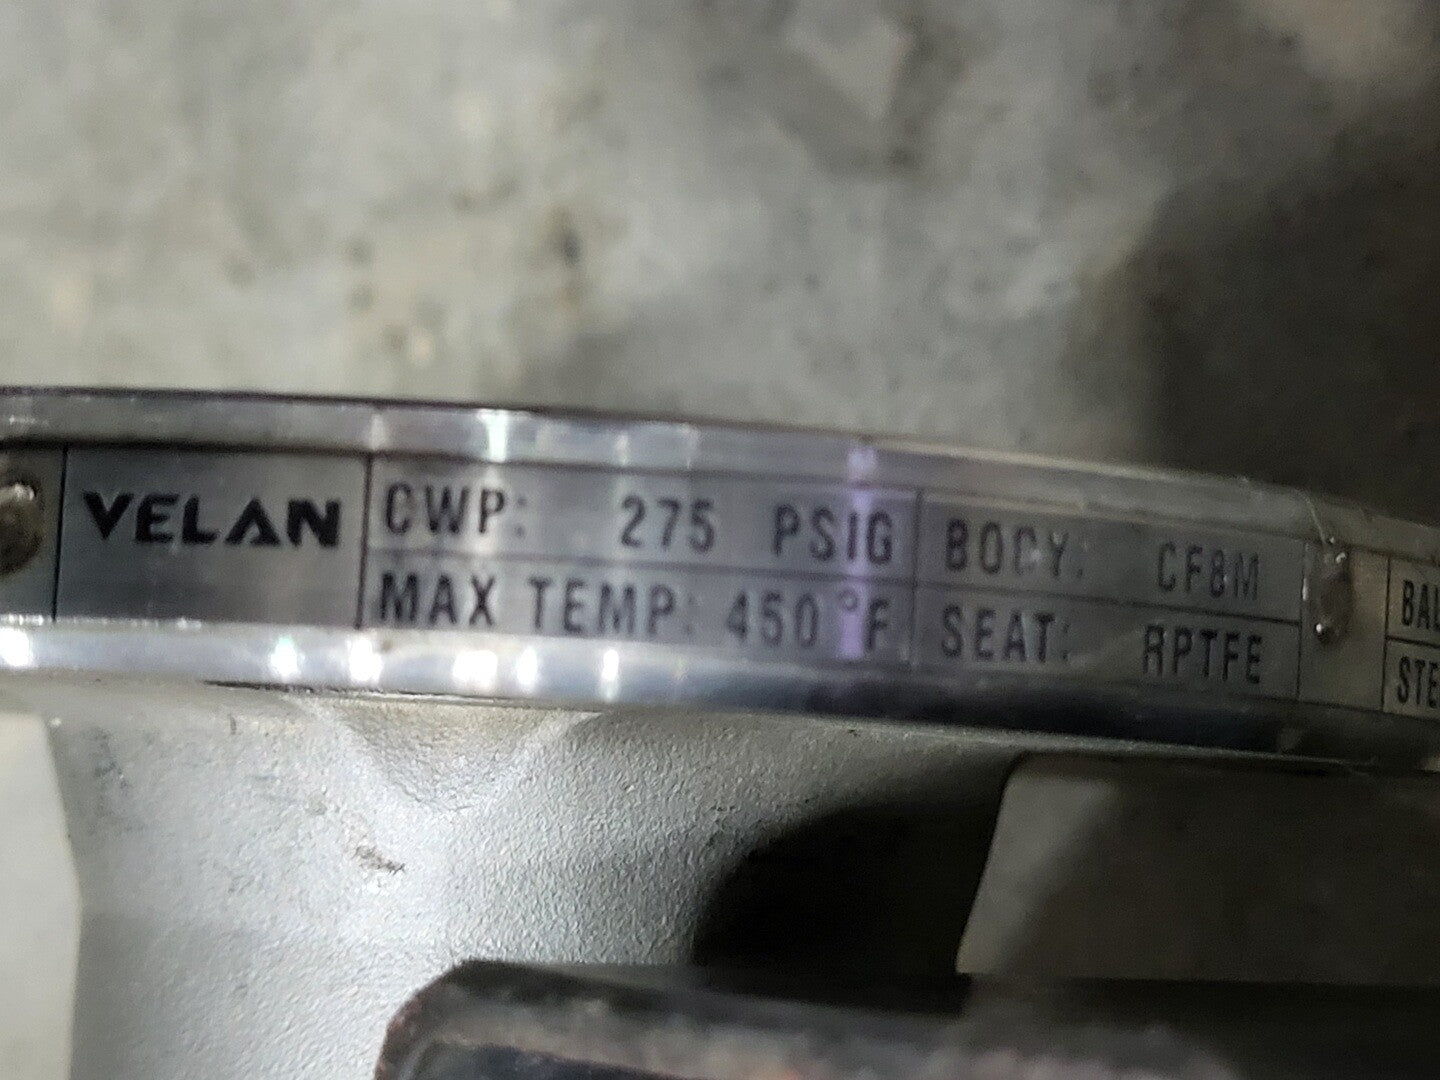 VELAN
CWP: 275 PSIG
MAX TEMP: 450 °F
BODY: CF8M
SEAT: RPTFE